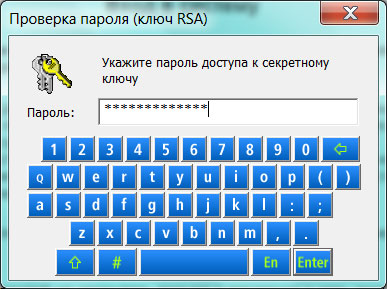 Проверка пароля (ключ RSA)
Укажите пароль доступа к секретному
ключу
Пароль: *************
1 2 3 4 5 6 7 8 9 0 ←
Q w e r t y u i o p ( )
a s d f g h j k l : ;
z x c v b n m , .
⇧ # En Enter